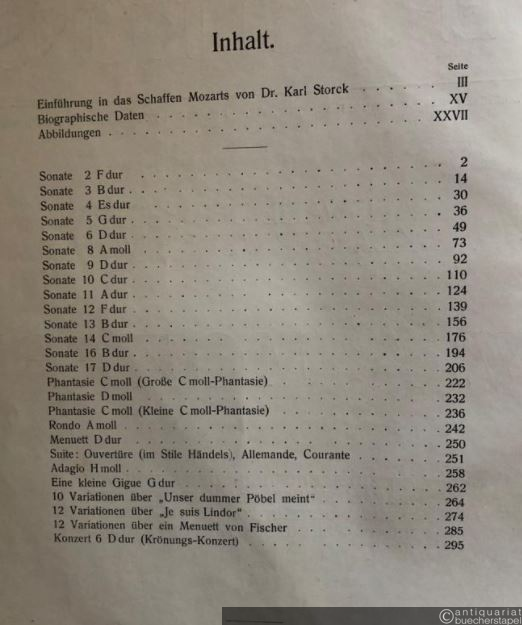 Inhalt.
Seite
Einführung in das Schaffen Mozarts von Dr. Karl Storck . . . . . . III
Biographische Daten . . . . . . . . . . . . . . . . . . . . XV
Abbildungen . . . . . . . . . . . . . . . . . . . . . . XXVII
Sonate 2 F dur . . . . . . . . . . . . . . . . . . . . 2
Sonate 3 B dur . . . . . . . . . . . . . . . . . . . . 14
Sonate 4 Es dur . . . . . . . . . . . . . . . . . . . . 30
Sonate 5 G dur . . . . . . . . . . . . . . . . . . . . 36
Sonate 6 D dur . . . . . . . . . . . . . . . . . . . . 49
Sonate 8 A moll . . . . . . . . . . . . . . . . . . . . 73
Sonate 9 D dur . . . . . . . . . . . . . . . . . . . . 92
Sonate 10 C dur . . . . . . . . . . . . . . . . . . . . 110
Sonate 11 A dur . . . . . . . . . . . . . . . . . . . . 124
Sonate 12 F dur . . . . . . . . . . . . . . . . . . . . 139
Sonate 13 B dur . . . . . . . . . . . . . . . . . . . . 156
Sonate 14 C moll . . . . . . . . . . . . . . . . . . . . 176
Sonate 16 B dur . . . . . . . . . . . . . . . . . . . . 194
Sonate 17 D dur . . . . . . . . . . . . . . . . . . . . 206
Phantasie C moll (Große C moll-Phantasie) . . . . . . . . . . . 222
Phantasie D moll . . . . . . . . . . . . . . . . . . . . 232
Phantasie C moll (Kleine C moll-Phantasie) . . . . . . . . . . . 236
Rondo A moll . . . . . . . . . . . . . . . . . . . . 242
Menuett D dur . . . . . . . . . . . . . . . . . . . . 250
Suite: Ouvertüre (im Stile Händels), Allemande, Courante . . . . . . 251
Adagio H moll . . . . . . . . . . . . . . . . . . . . 258
Eine kleine Gigue G dur . . . . . . . . . . . . . . . . . 262
10 Variationen über „Unser dummer Pöbel meint“ . . . . . . . . . 264
12 Variationen über „Je suis Lindor“ . . . . . . . . . . . . . 274
12 Variationen über ein Menuett von Fischer . . . . . . . . . . 285
Konzert 6 D dur (Krönungs-Konzert) . . . . . . . . . . . . . 295
©antiquariat
buecherstapel